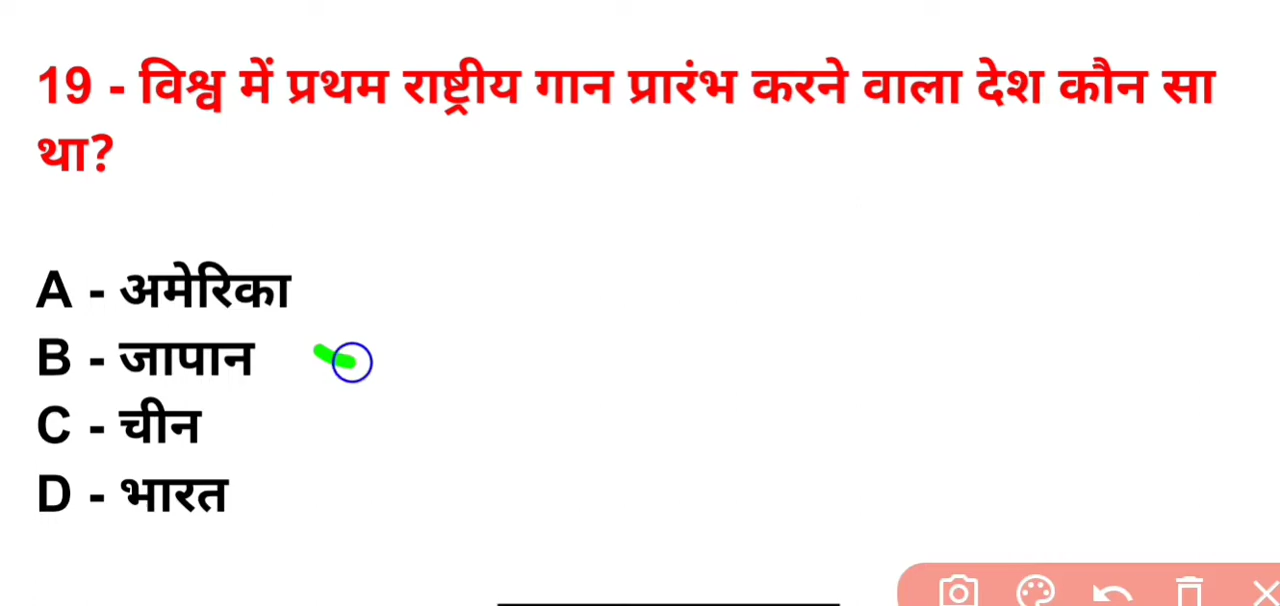 19 - विश्व में प्रथम राष्ट्रीय गान प्रारंभ करने वाला देश कौन सा
था?
A - अमेरिका
B - जापान
C - चीन
D - भारत